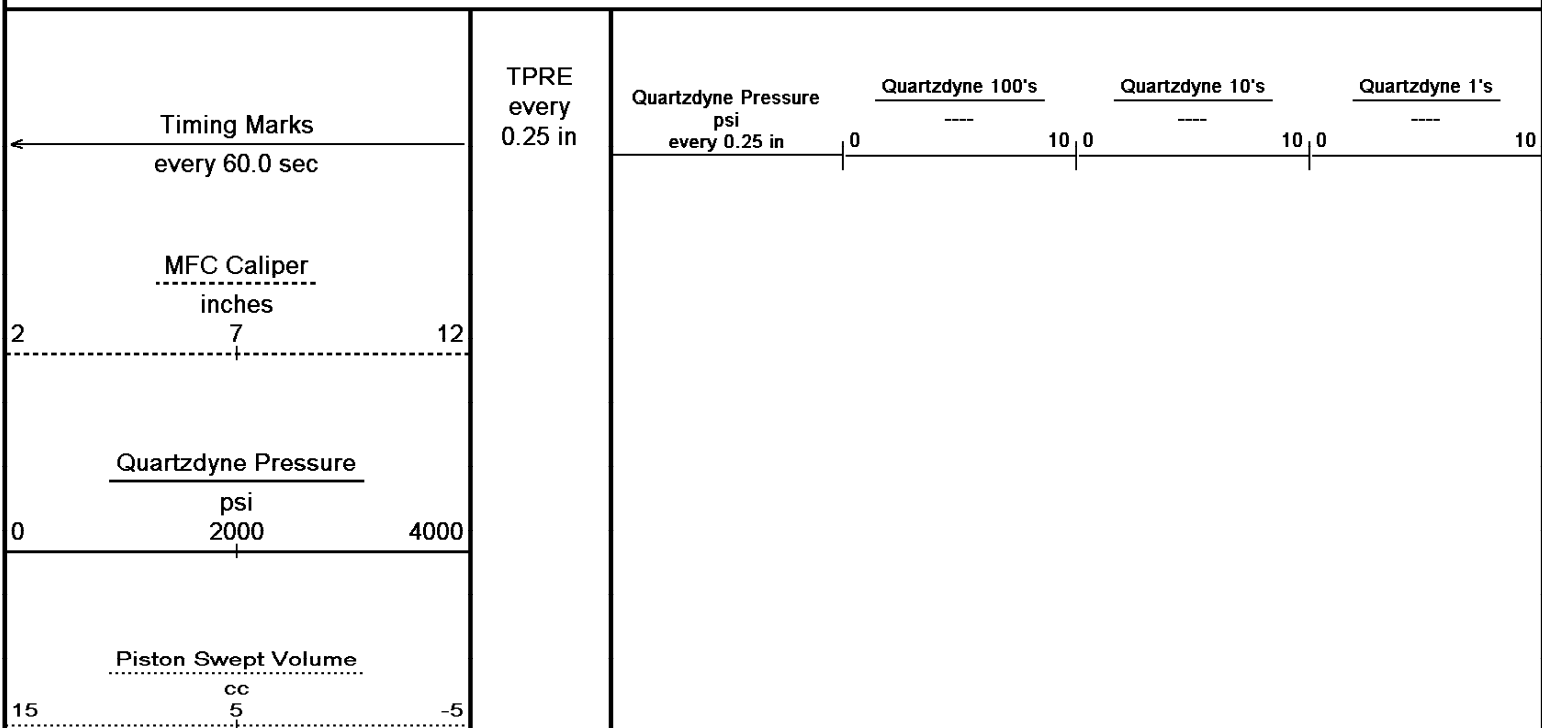 Timing Marks
every 60.0 sec
MFC Caliper
inches
2 7 12
Quartzdyne Pressure
psi
0 2000 4000
Piston Swept Volume
cc
15 5 -5
TPRE
every
0.25 in
Quartzdyne Pressure
psi
every 0.25 in
Quartzdyne 100's
----
0 10
Quartzdyne 10's
----
0 10
Quartzdyne 1's
----
0 10